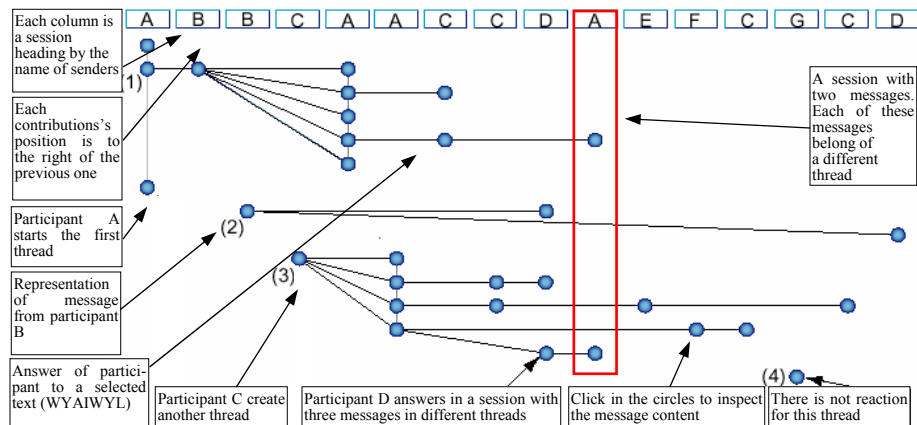 A B B C A A C C D A E F C G C D
Each column is
a session
heading by the
name of senders
(1)
Each
contributions's
position is to
the right of the
previous one
A session with
two messages.
Each of these
messages
belong of
a different
thread
Participant A
starts the first
thread
(2)
Representation
of message
from participant
B
(3)
Answer of partici-
pant to a selected
text (WYAIWYL)
Participant C create
another thread
Participant D answers in a session with
three messages in different threads
Click in the circles to inspect
the message content
(4)
There is not reaction
for this thread